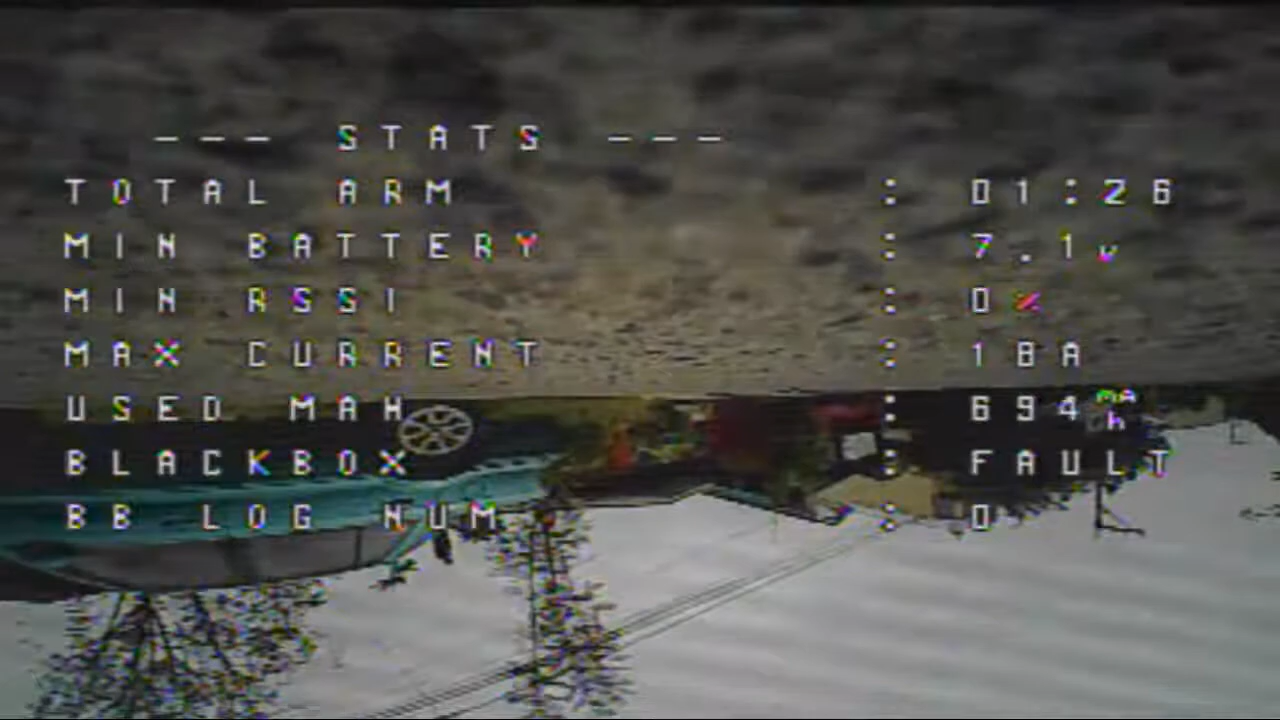 --- STATS ---
TOTAL ARM : 01:26
MIN BATTERY : 7.1V
MIN RSSI : 0%
MAX CURRENT : 18A
USED MAH : 694mAh
BLACKBOX : FAULT
BB LOG NUM : 0